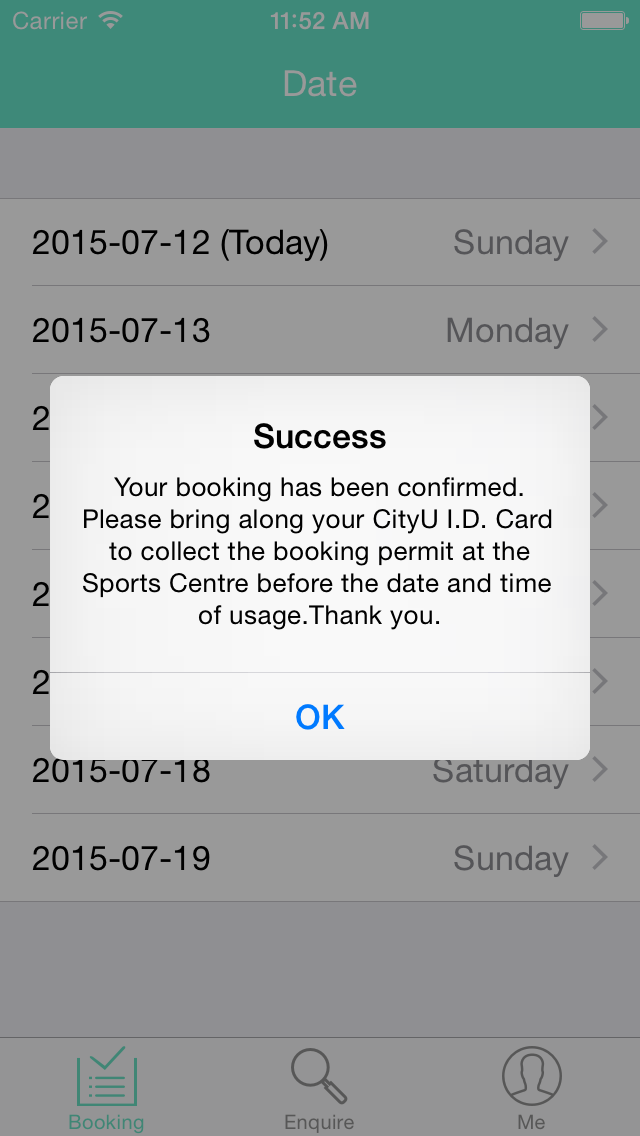 Carrier 11:52 AM
Date
2015-07-12 (Today) Sunday
2015-07-13 Monday
2
2
2
2
Success
Your booking has been confirmed.
Please bring along your CityU I.D. Card
to collect the booking permit at the
Sports Centre before the date and time
of usage.Thank you.
OK
2015-07-18 Saturday
2015-07-19 Sunday
Booking Enquire Me